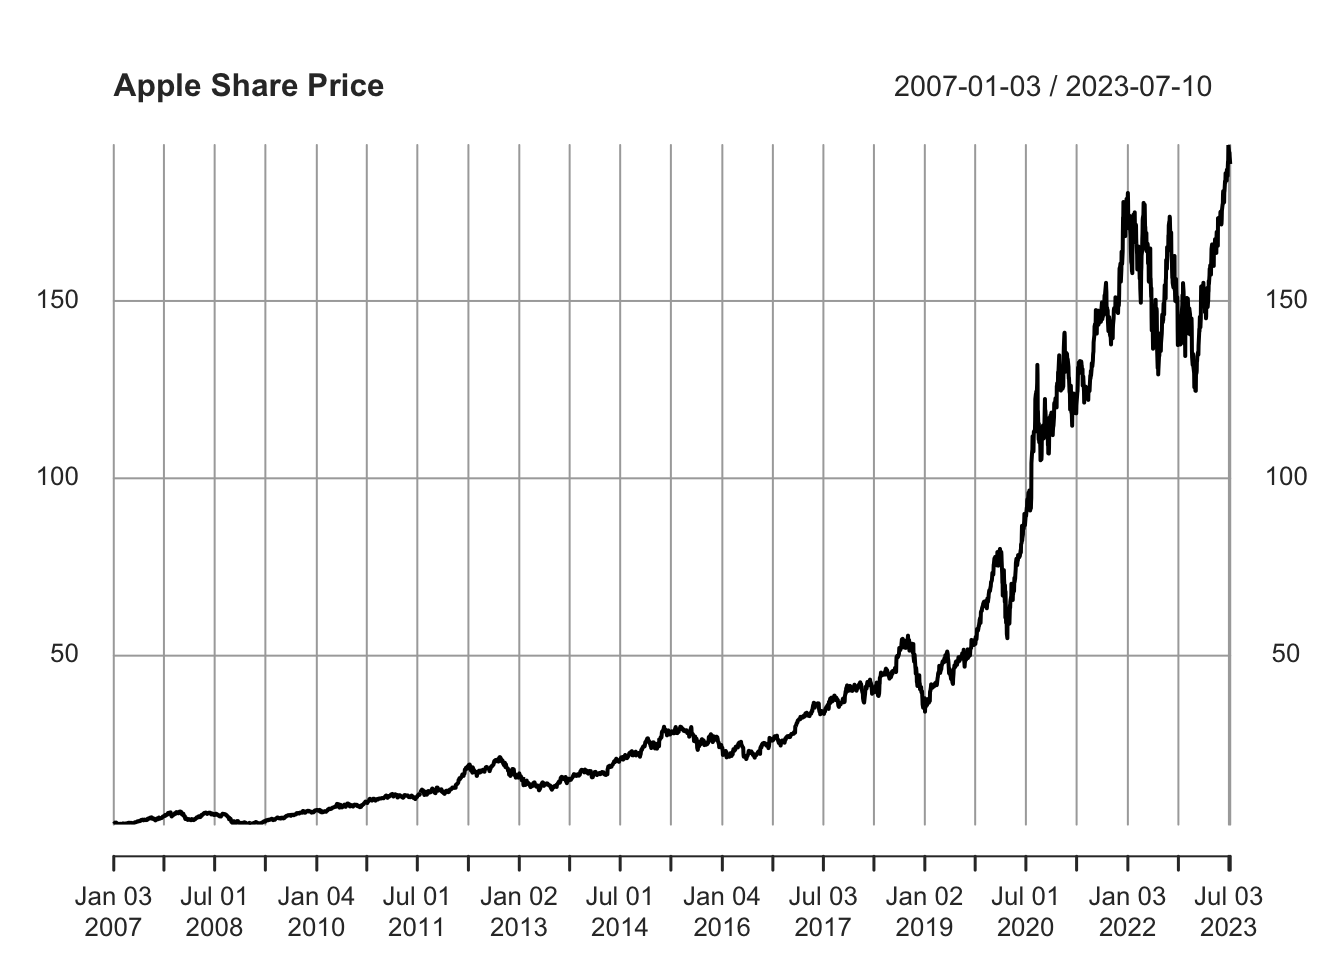 Apple Share Price 2007-01-03 / 2023-07-10
150 150
100 100
50 50
Jan 03 Jul 01 Jan 04 Jul 01 Jan 02 Jul 01 Jan 04 Jul 03 Jan 02 Jul 01 Jan 03 Jul 03
2007 2008 2010 2011 2013 2014 2016 2017 2019 2020 2022 2023